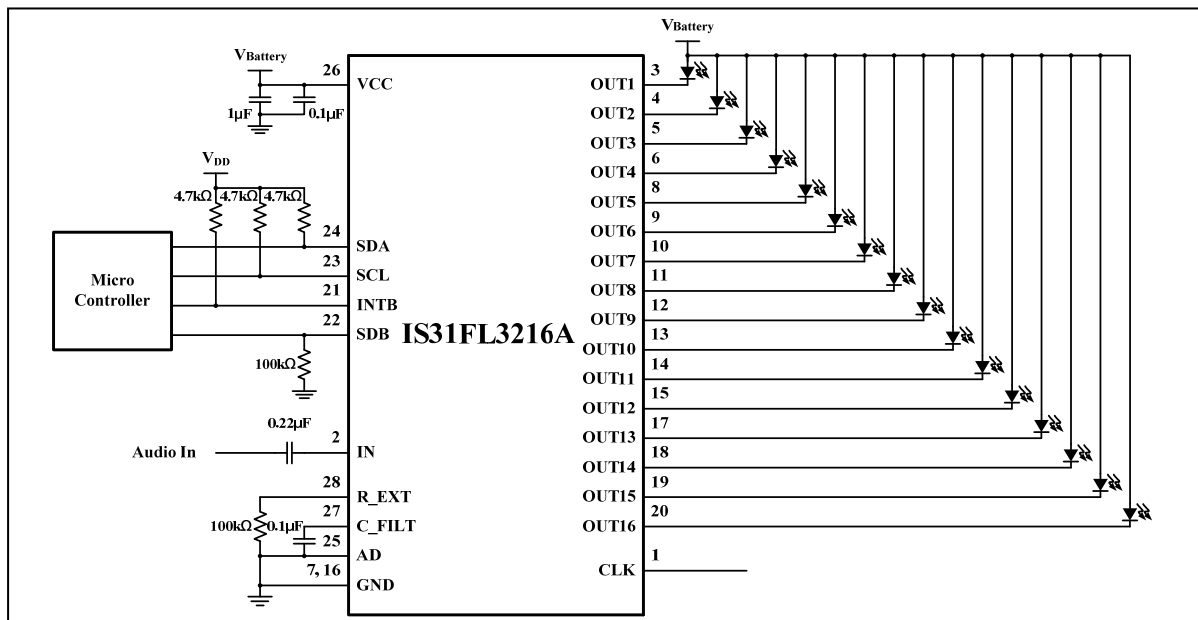 VBattery
VBattery
26
VCC
1μF
0.1μF
VDD
4.7kΩ 4.7kΩ 4.7kΩ
24
SDA
23
SCL
21
INTB
22
SDB
Micro
Controller
100kΩ
IS31FL3216A
0.22μF
Audio In
2
IN
28
R_EXT
100kΩ
0.1μF
27
C_FILT
25
AD
7, 16
GND
3
OUT1
4
OUT2
5
OUT3
6
OUT4
8
OUT5
9
OUT6
10
OUT7
11
OUT8
12
OUT9
13
OUT10
14
OUT11
15
OUT12
17
OUT13
18
OUT14
19
OUT15
20
OUT16
1
CLK